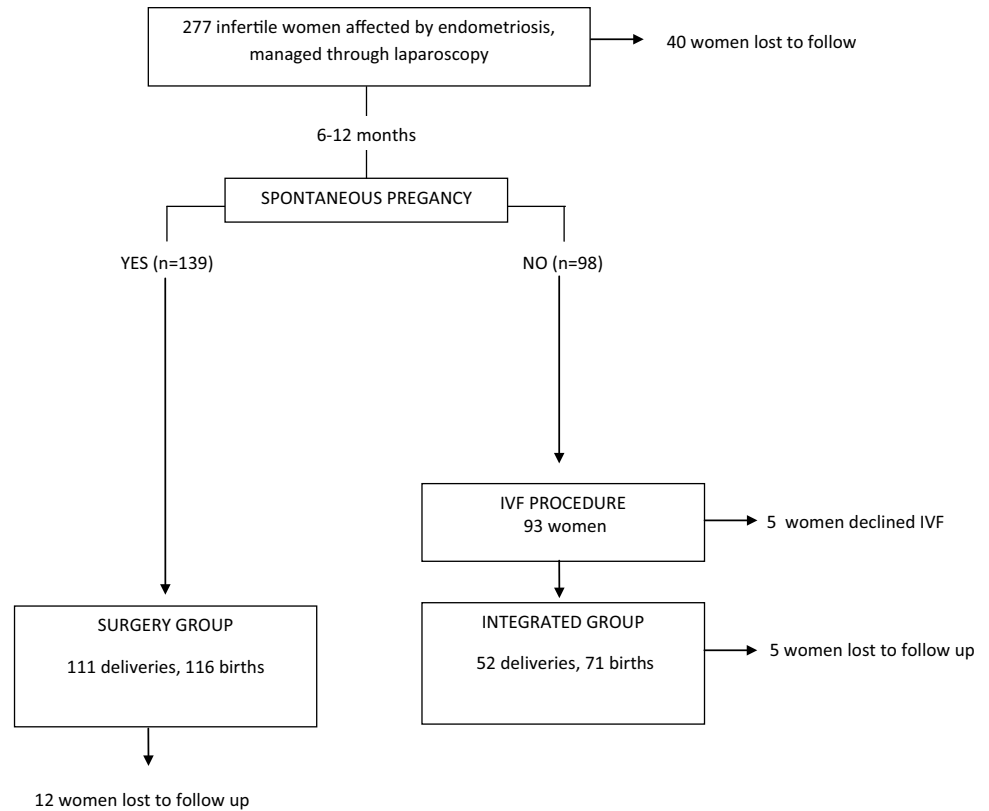 277 infertile women affected by endometriosis,
managed through laparoscopy
40 women lost to follow
6-12 months
SPONTANEOUS PREGANCY
YES (n=139)
NO (n=98)
IVF PROCEDURE
93 women
5 women declined IVF
SURGERY GROUP
111 deliveries, 116 births
INTEGRATED GROUP
52 deliveries, 71 births
5 women lost to follow up
12 women lost to follow up